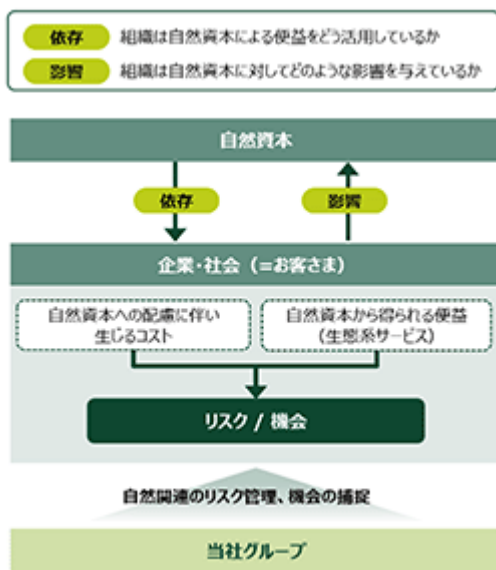 依存 組織は自然資本による便益をどう活用しているか
影響 組織は自然資本に対してどのような影響を与えているか
自然資本
依存 影響
企業・社会（=お客さま）
自然資本への配慮に伴い
生じるコスト
自然資本から得られる便益
（生態系サービス）
リスク / 機会
自然関連のリスク管理、機会の捕捉
当社グループ